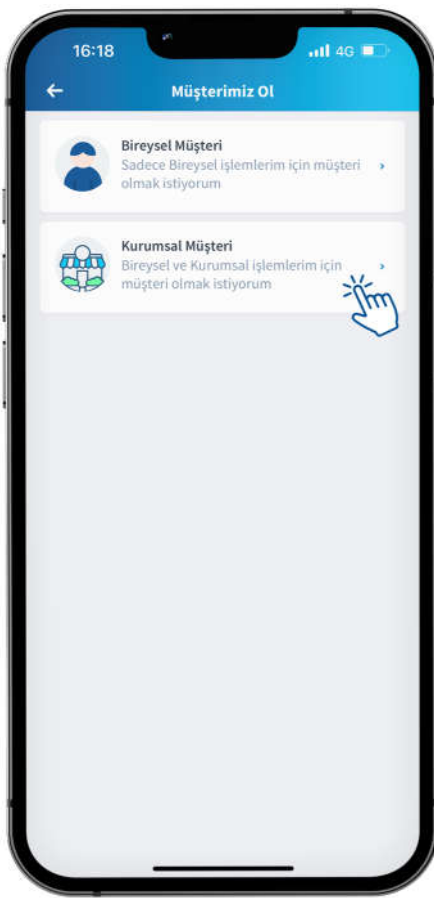 16:18
4G
Müşterimiz Ol
Bireysel Müşteri
Sadece Bireysel işlemlerim için müşteri
olmak istiyorum
Kurumsal Müşteri
Bireysel ve Kurumsal işlemlerim için
müşteri olmak istiyorum